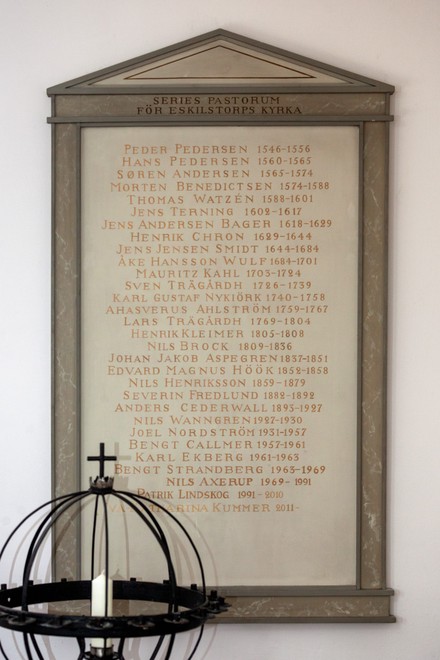 SERIES PASTORUM
FÖR ESKILSTORPS KYRKA
PEDER PEDERSEN 1546-1556
HANS PEDERSEN 1560-1565
SØREN ANDERSEN 1565-1574
MORTEN BENEDICTSEN 1574-1588
THOMAS WATZÉN 1588-1601
JENS TERNING 1602-1617
JENS ANDERSEN BAGER 1618-1629
HENRIK CHRON 1629-1644
JENS JENSEN SMIDT 1644-1684
ÅKE HANSSON WULF 1684-1701
MAURITZ KAHL 1703-1724
SVEN TRÄGÅRDH 1726-1739
KARL GUSTAF NYKIÖRK 1740-1758
AHASVERUS AHLSTRÖM 1759-1767
LARS TRÄGÅRDH 1769-1804
HENRIK KLEIMER 1805-1808
NILS BROCK 1809-1836
JOHAN JAKOB ASPEGREN 1837-1851
EDVARD MAGNUS HÖÖK 1852-1858
NILS HENRIKSSON 1859-1879
SEVERIN FREDLUND 1882-1892
ANDERS CEDERWALL 1893-1927
NILS WANNGREN 1927-1930
JOEL NORDSTRÖM 1931-1957
BENGT CALLMER 1957-1961
KARL EKBERG 1961-1963
BENGT STRANDBERG 1963-1969
NILS AXERUP 1969-1991
PATRIK LINDSKOG 1991-2010
KUMMER 2011-